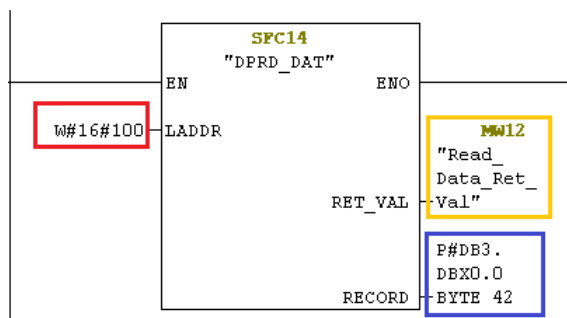 SFC14
"DPRD_DAT"
EN
ENO
W#16#100
LADDR
MW12
"Read_
Data_Ret_
RET_VAL
Val"
P#DB3.
DBX0.0
RECORD
BYTE 42